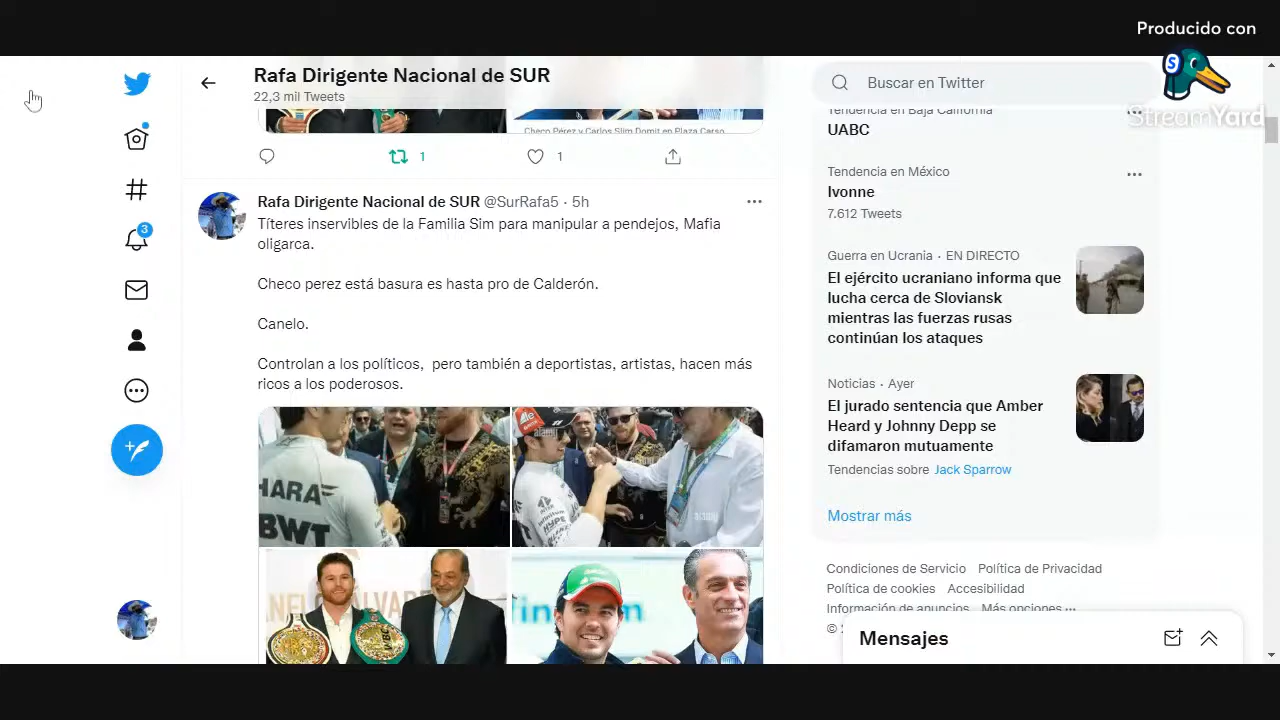 Producido con
StreamYard
Rafa Dirigente Nacional de SUR
22,3 mil Tweets
Checo Pérez y Carlos Slim Domit en Plaza Carso
1
1
Rafa Dirigente Nacional de SUR @SurRafa5 · 5h
Títeres inservibles de la Familia Sim para manipular a pendejos, Mafia
oligarca.
Checo perez está basura es hasta pro de Calderón.
Canelo.
Controlan a los políticos,  pero también a deportistas, artistas, hacen más
ricos a los poderosos.
HARA
BWT
alamy
alamy
3
Buscar en Twitter
Tendencia en Baja California
UABC
Tendencia en México
Ivonne
7.612 Tweets
Guerra en Ucrania · EN DIRECTO
El ejército ucraniano informa que
lucha cerca de Sloviansk
mientras las fuerzas rusas
continúan los ataques
Noticias · Ayer
El jurado sentencia que Amber
Heard y Johnny Depp se
difamaron mutuamente
Tendencias sobre Jack Sparrow
Mostrar más
Condiciones de Servicio Política de Privacidad
Política de cookies Accesibilidad
Información de anuncios Más opciones ···
©
Mensajes